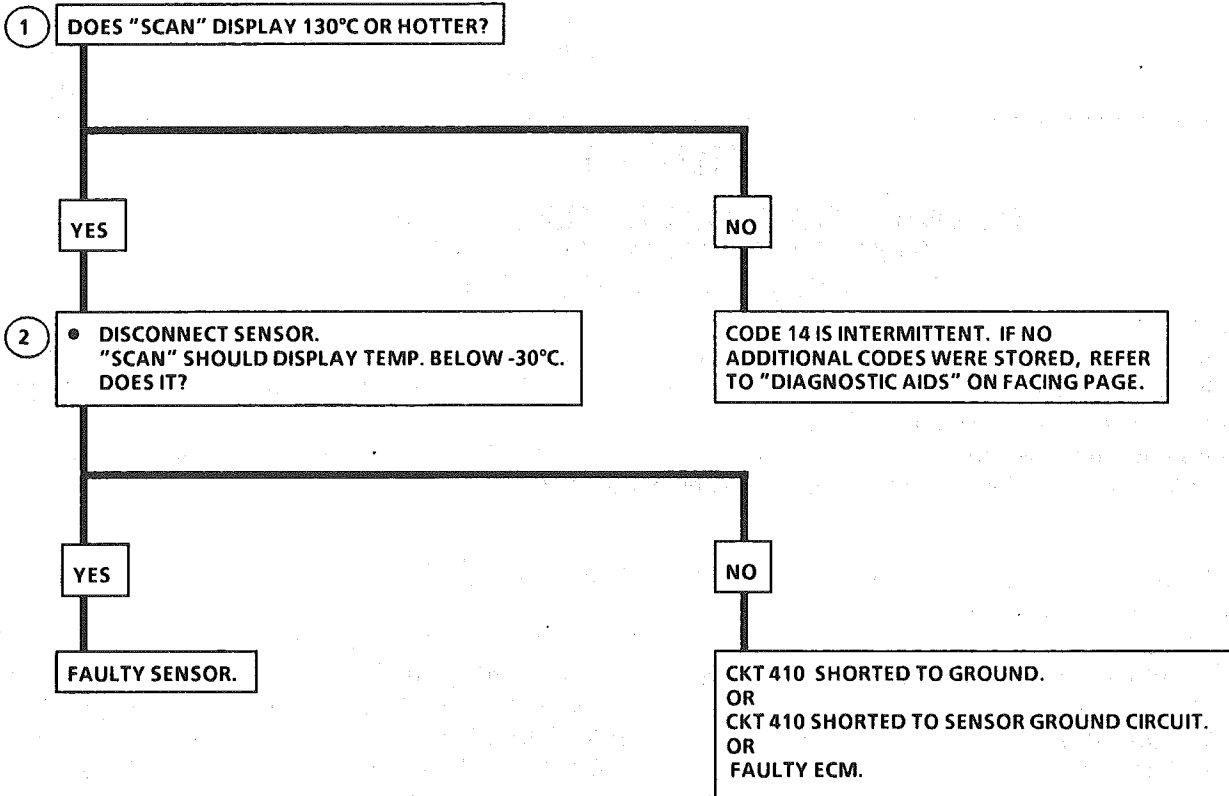 1 DOES "SCAN" DISPLAY 130°C OR HOTTER?
YES
NO
2 • DISCONNECT SENSOR.
"SCAN" SHOULD DISPLAY TEMP. BELOW -30°C.
DOES IT?
CODE 14 IS INTERMITTENT. IF NO
ADDITIONAL CODES WERE STORED, REFER
TO "DIAGNOSTIC AIDS" ON FACING PAGE.
YES
NO
FAULTY SENSOR.
CKT 410 SHORTED TO GROUND.
OR
CKT 410 SHORTED TO SENSOR GROUND CIRCUIT.
OR
FAULTY ECM.